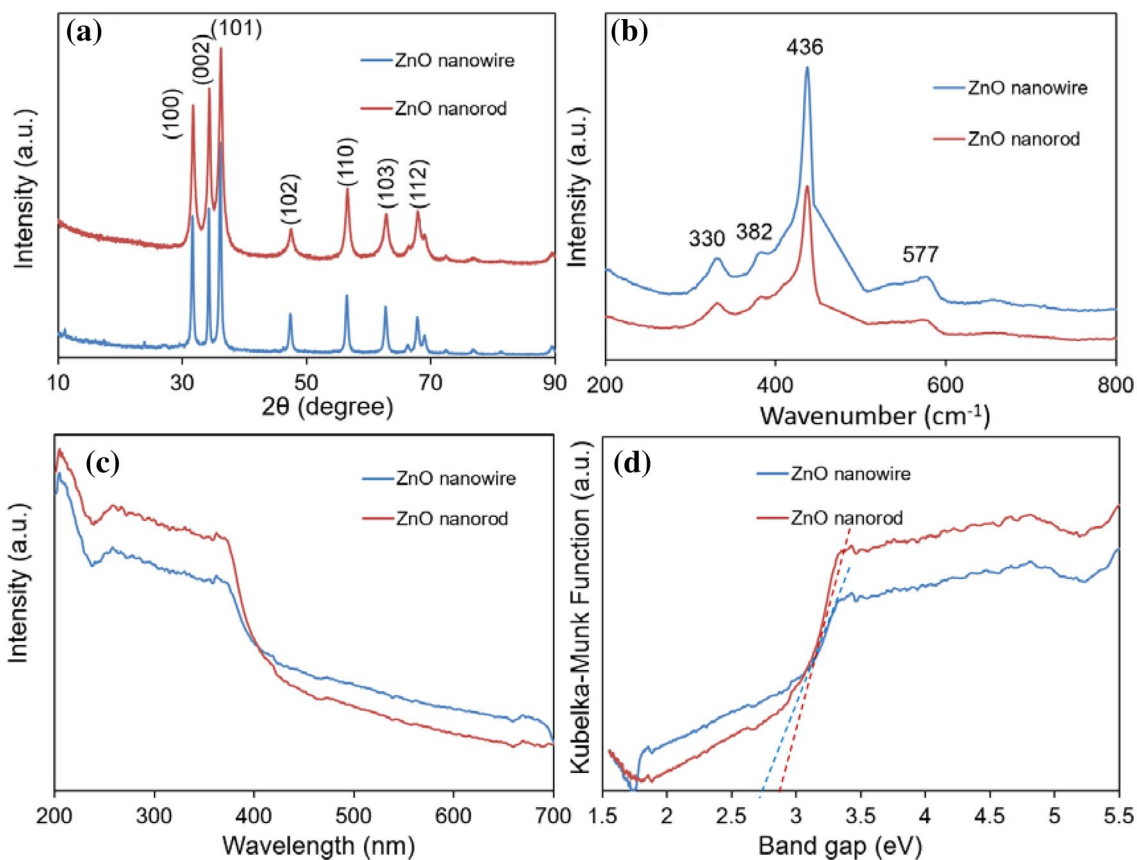 (a)
(100)
(002)
(101)
ZnO nanowire
ZnO nanorod
(102)
(110)
(103)
(112)
Intensity (a.u.)
10
30
50
70
90
2θ (degree)
(b)
436
ZnO nanowire
ZnO nanorod
330
382
577
Intensity (a.u.)
200
400
600
800
Wavenumber (cm⁻¹)
(c)
ZnO nanowire
ZnO nanorod
Intensity (a.u.)
200
300
400
500
600
700
Wavelength (nm)
(d)
ZnO nanowire
ZnO nanorod
Kubelka-Munk Function (a.u.)
1.5
2
2.5
3
3.5
4
4.5
5
5.5
Band gap (eV)